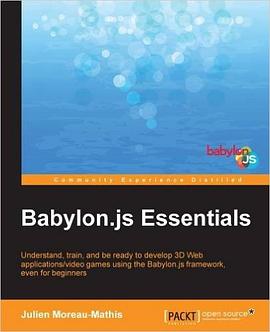 babylon
JS
Community Experience Distilled
Babylon.js Essentials
Understand, train, and be ready to develop 3D Web
applications/video games using the Babylon.js framework,
even for beginners
Julien Moreau-Mathis
PACKT open source*
PUBLISHING